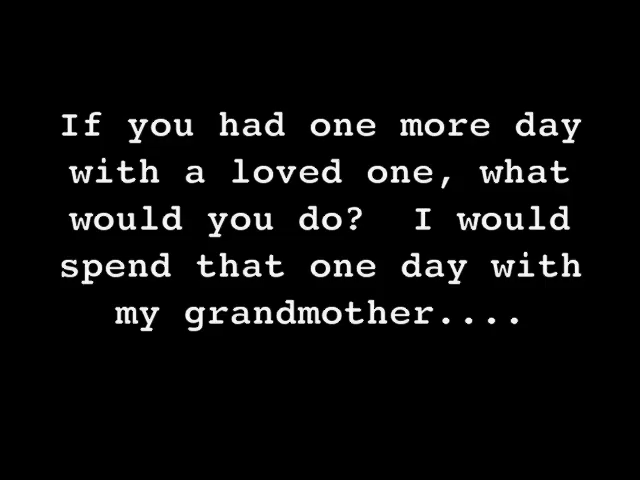 If you had one more day
with a loved one, what
would you do?  I would
spend that one day with
my grandmother....